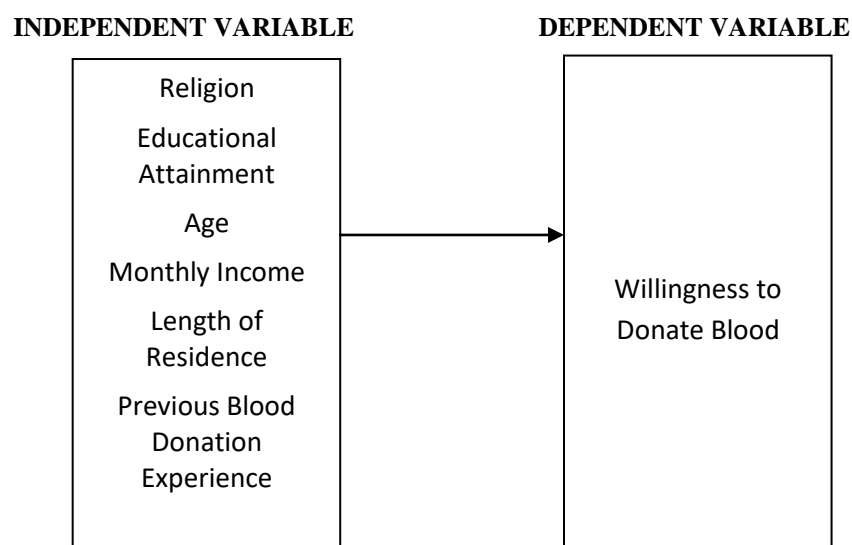 INDEPENDENT VARIABLE
DEPENDENT VARIABLE
Religion
Educational
Attainment
Age
Monthly Income
Length of
Residence
Previous Blood
Donation
Experience
Willingness to
Donate Blood